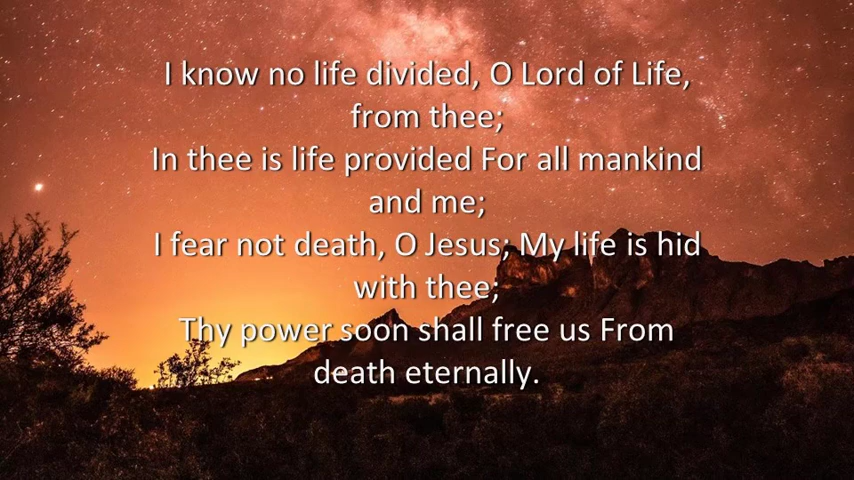 I know no life divided, O Lord of Life,
from thee;
In thee is life provided For all mankind
and me;
I fear not death, O Jesus; My life is hid
with thee;
Thy power soon shall free us From
death eternally.